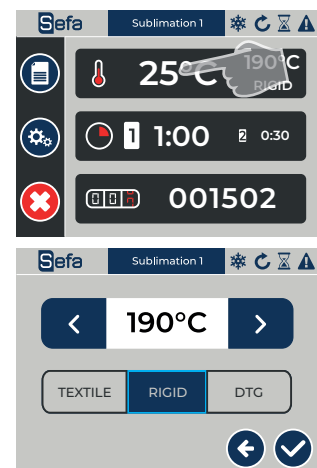 Sefa Sublimation 1
25°C 190°C
RIGID
1 1:00 2 0:30
00n 001502
Sefa Sublimation 1
190°C
TEXTILE RIGID DTG